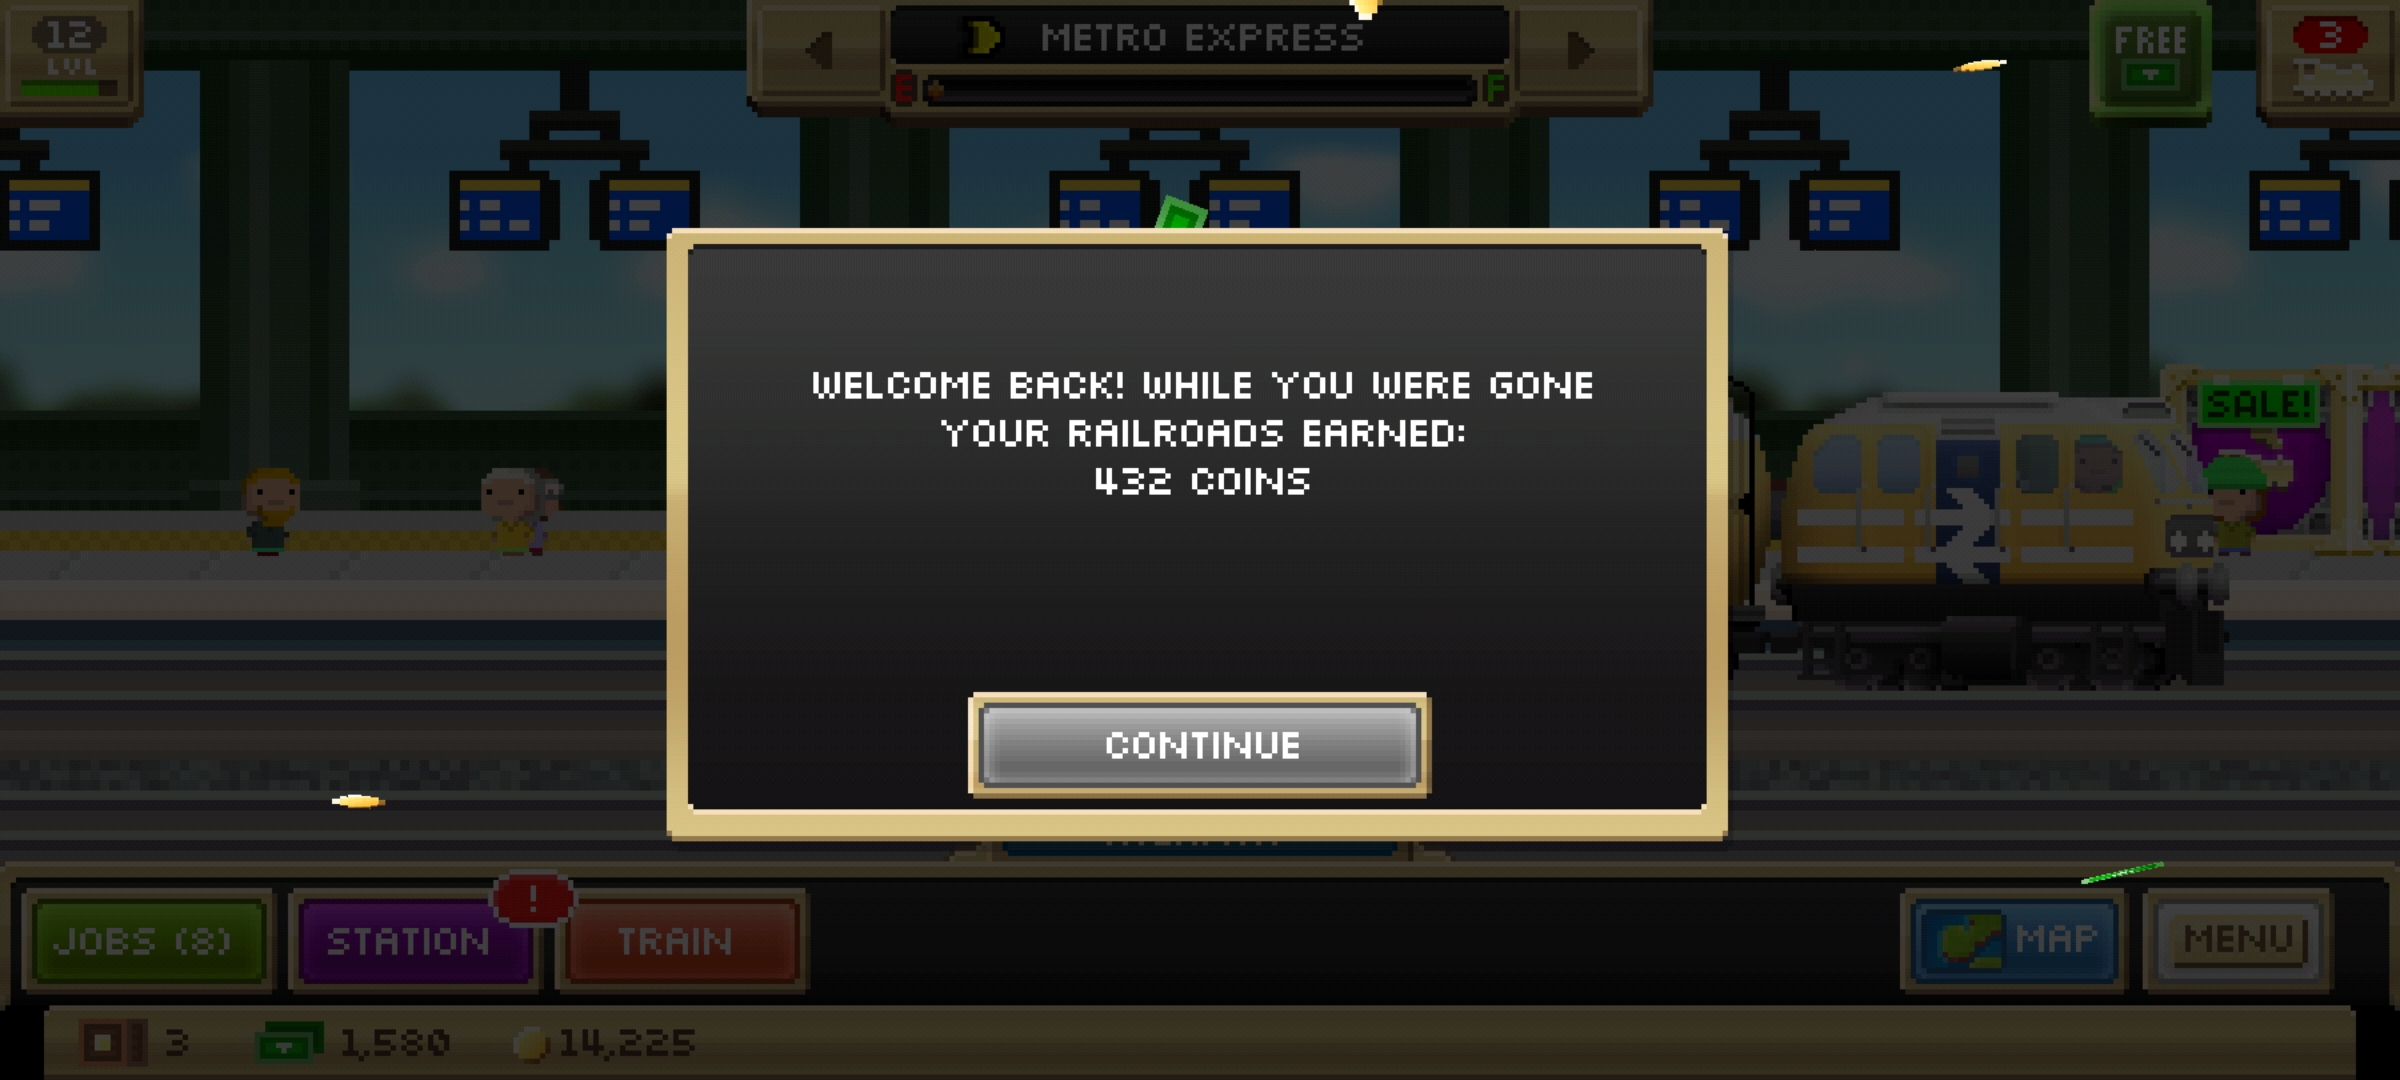 12
LVL
METRO EXPRESS
E
F
FREE
3
SALE!
WELCOME BACK! WHILE YOU WERE GONE
YOUR RAILROADS EARNED:
432 COINS
CONTINUE
JOBS (8)
STATION
!
TRAIN
MAP
MENU
3
1,580
14,225